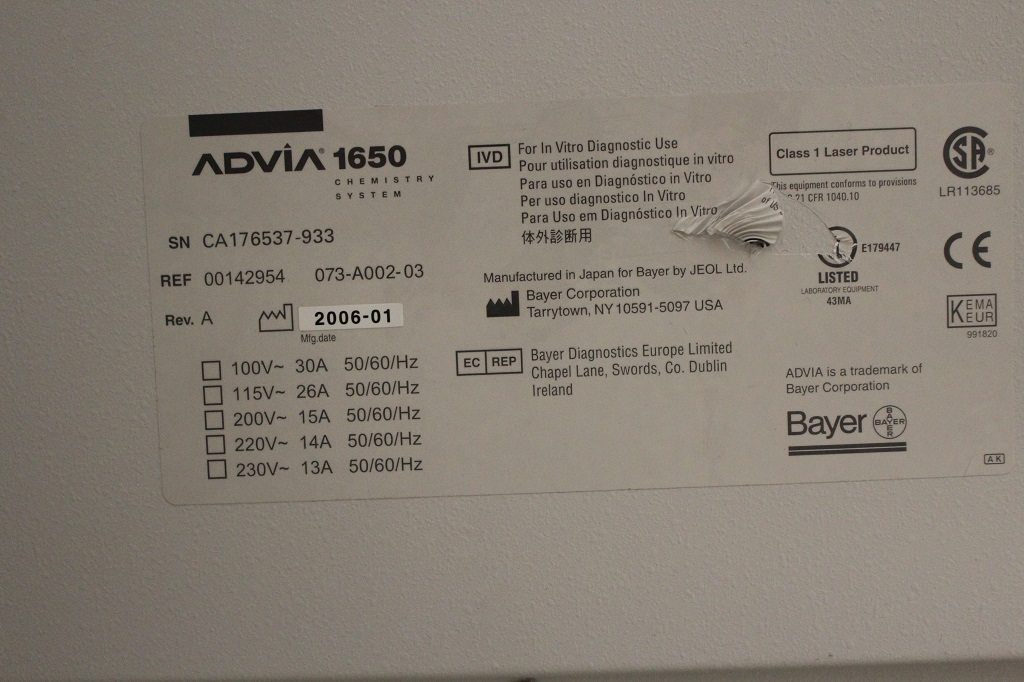 ADVIA® 1650
CHEMISTRY
SYSTEM
SN CA176537-933
REF 00142954 073-A002-03
Rev. A 2006-01
Mfg.date
100V~ 30A 50/60/Hz
115V~ 26A 50/60/Hz
200V~ 15A 50/60/Hz
220V~ 14A 50/60/Hz
230V~ 13A 50/60/Hz
IVD For In Vitro Diagnostic Use
Pour utilisation diagnostique in vitro
Para uso en Diagnóstico in Vitro
Per uso diagnostico In Vitro
Para Uso em Diagnóstico In Vitro
体外診断用
Manufactured in Japan for Bayer by JEOL Ltd.
Bayer Corporation
Tarrytown, NY 10591-5097 USA
EC REP Bayer Diagnostics Europe Limited
Chapel Lane, Swords, Co. Dublin
Ireland
Class 1 Laser Product
This equipment conforms to provisions
of US 21 CFR 1040.10
E179447
LISTED
LABORATORY EQUIPMENT
43MA
ADVIA is a trademark of
Bayer Corporation
Bayer BAYER BAYER
SA®
LR113685
CE
KEMA
KEUR
991820
AK